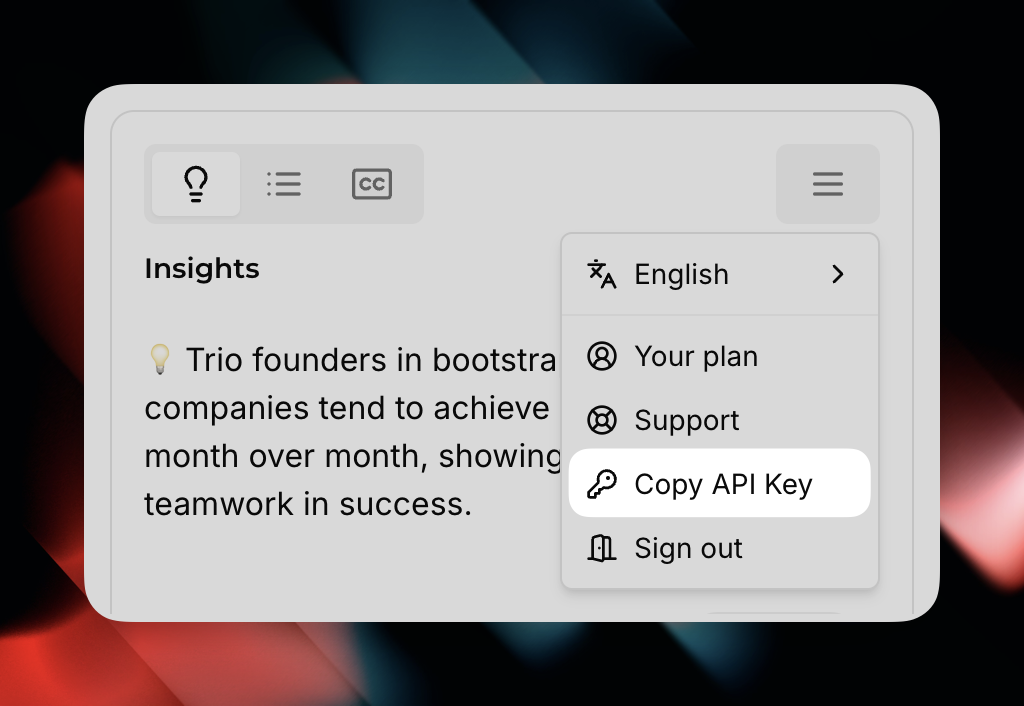 CC
Insights
💡 Trio founders in bootstra
companies tend to achieve
month over month, showing
teamwork in success.
English
Your plan
Support
Copy API Key
Sign out